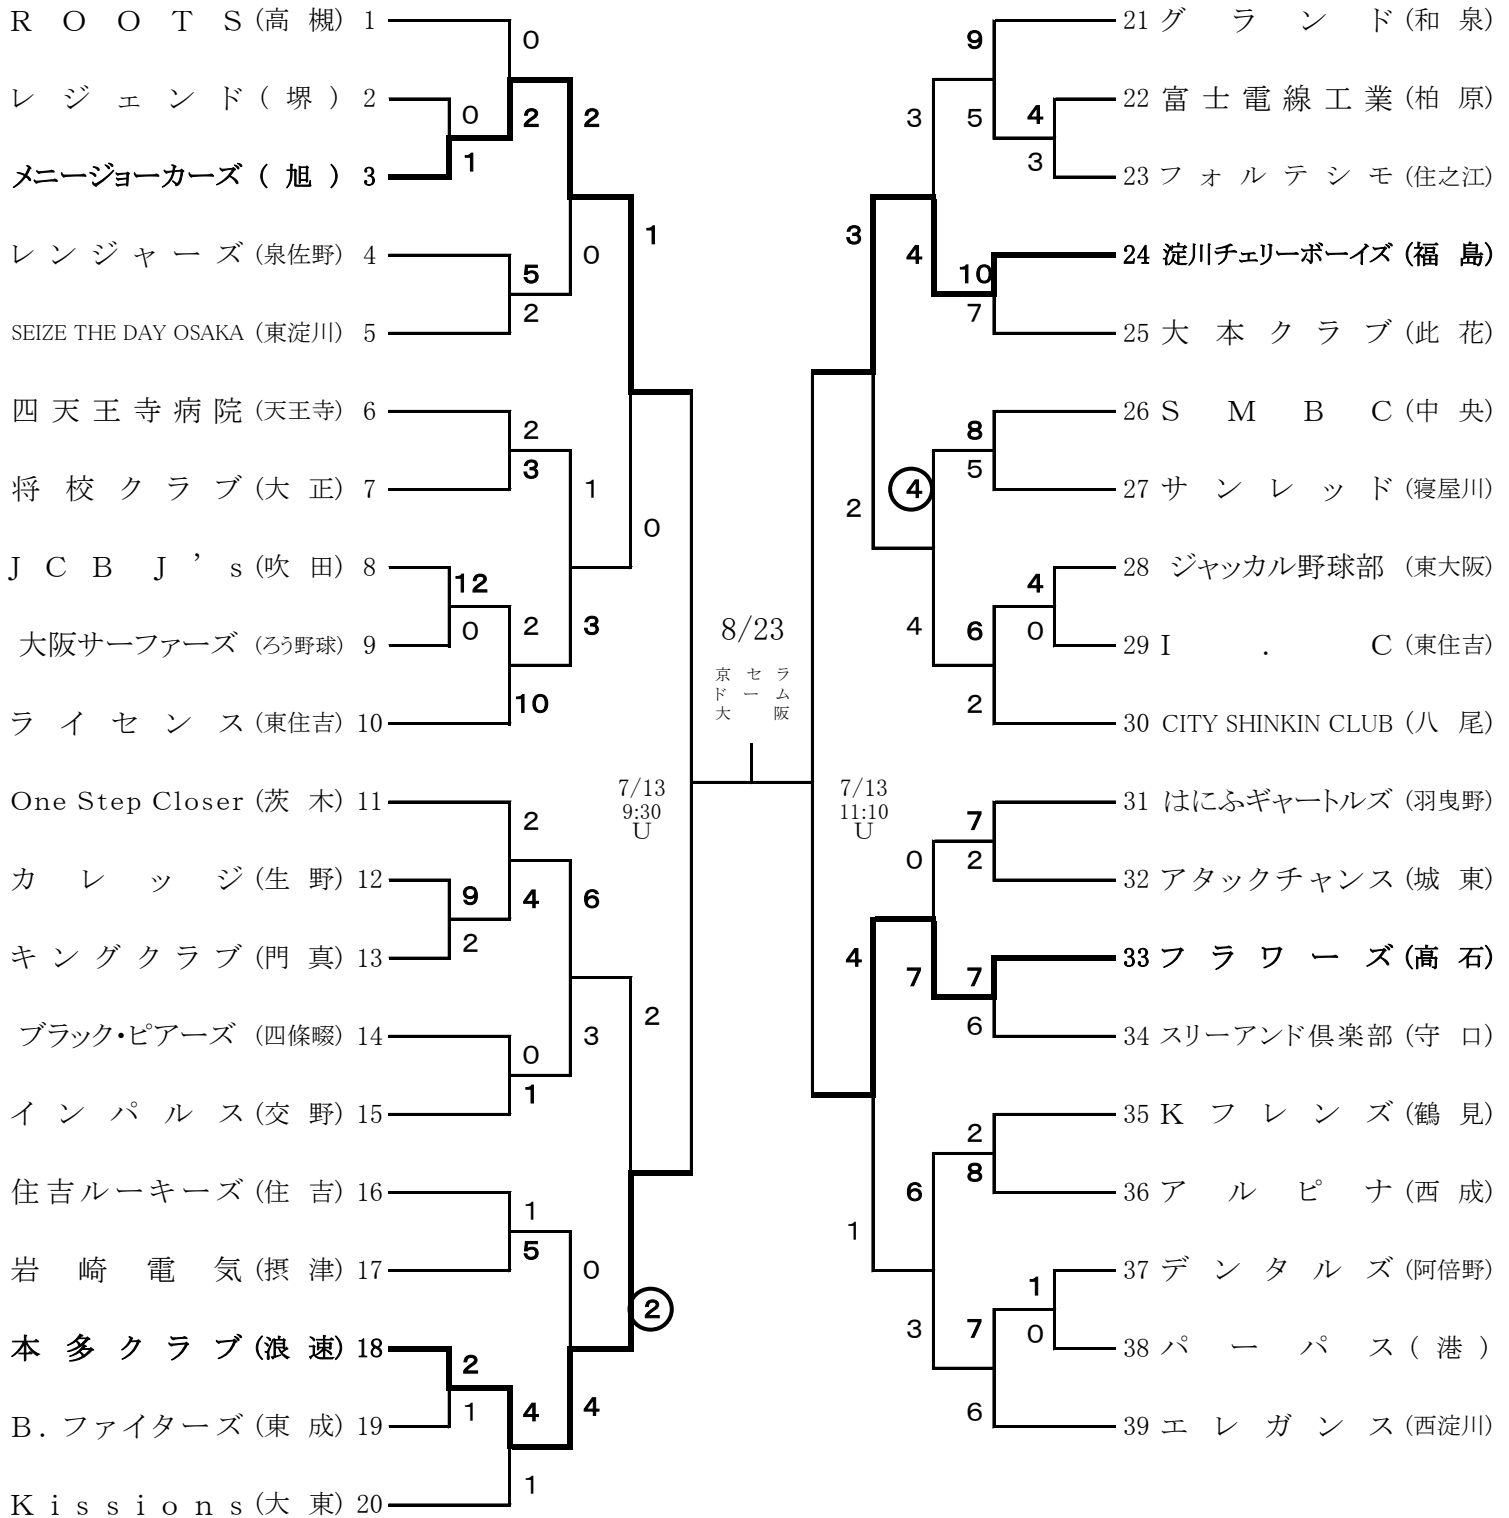 ROOTS(高槻) 1
0
レジェンド(堺) 2
0
2
2
メニージョーカーズ(旭) 3
1
1
レンジャーズ(泉佐野) 4
5
0
SEIZE THE DAY OSAKA (東淀川) 5
2
四天王寺病院(天王寺) 6
2
将校クラブ(大正) 7
3
1
0
JCB J's(吹田) 8
12
大阪サーファーズ(ろう野球) 9
0
2
3
ライセンス(東住吉) 10
10
One Step Closer(茨木) 11
2
カレッジ(生野) 12
9
4
6
キングクラブ(門真) 13
2
ブラック・ピアーズ(四條畷) 14
0
3
2
インパルス(交野) 15
1
住吉ルーキーズ(住吉) 16
1
岩崎電気(摂津) 17
5
0
2
本多クラブ(浪速) 18
2
B.ファイターズ(東成) 19
1
4
4
Kissions(大東) 20
1
8/23
京セラ
ドーム
大阪
7/13
9:30
U
7/13
11:10
U
21 グランド(和泉)
9
22 富士電線工業(柏原)
3
5
4
23 フォルテシモ(住之江)
3
24 淀川チェリーボーイズ(福島)
3
4
10
25 大本クラブ(此花)
7
26 SMBC(中央)
8
27 サンレッド(寝屋川)
2
4
5
28 ジャッカル野球部(東大阪)
4
29 I.C(東住吉)
4
6
0
30 CITY SHINKIN CLUB(八尾)
2
31 はにふギャートルズ(羽曳野)
7
32 アタックチャンス(城東)
0
2
33 フラワーズ(高石)
4
7
7
34 スリーアンド倶楽部(守口)
6
35 Kフレンズ(鶴見)
2
36 アルピナ(西成)
6
8
1
37 デンタルズ(阿倍野)
1
38 パーパス(港)
3
7
0
39 エレガンス(西淀川)
6